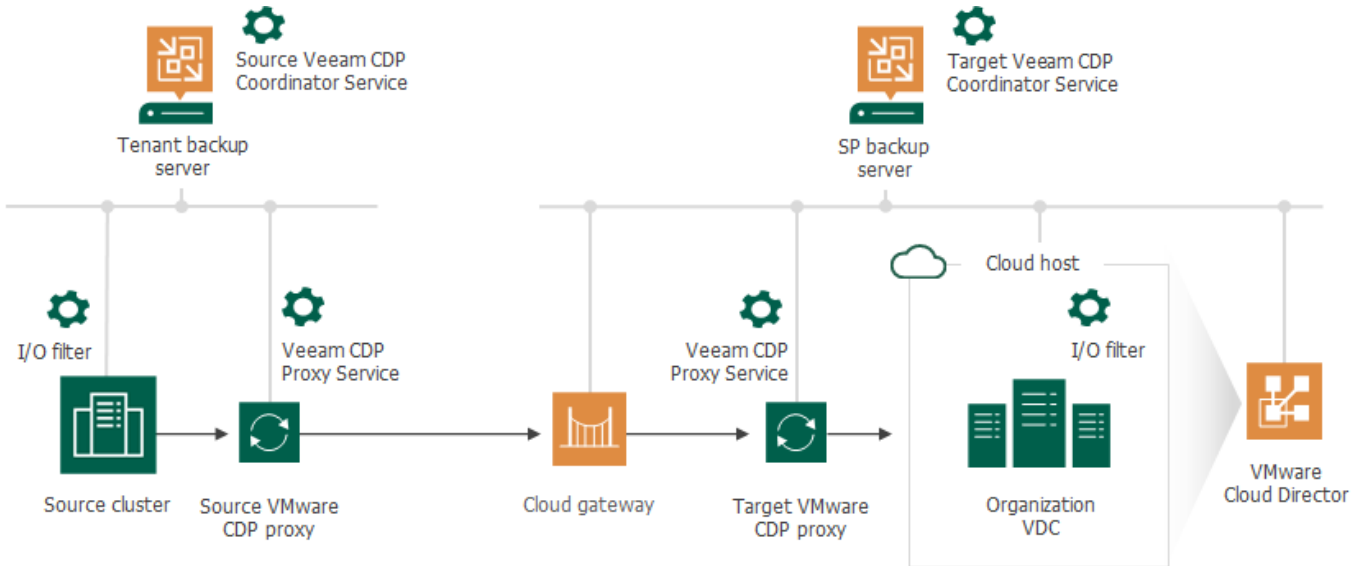 Source Veeam CDP
Coordinator Service
Tenant backup
server
Target Veeam CDP
Coordinator Service
SP backup
server
Cloud host
I/O filter
Veeam CDP
Proxy Service
Veeam CDP
Proxy Service
I/O filter
Source cluster
Source VMware
CDP proxy
Cloud gateway
Target VMware
CDP proxy
Organization
VDC
VMware
Cloud Director